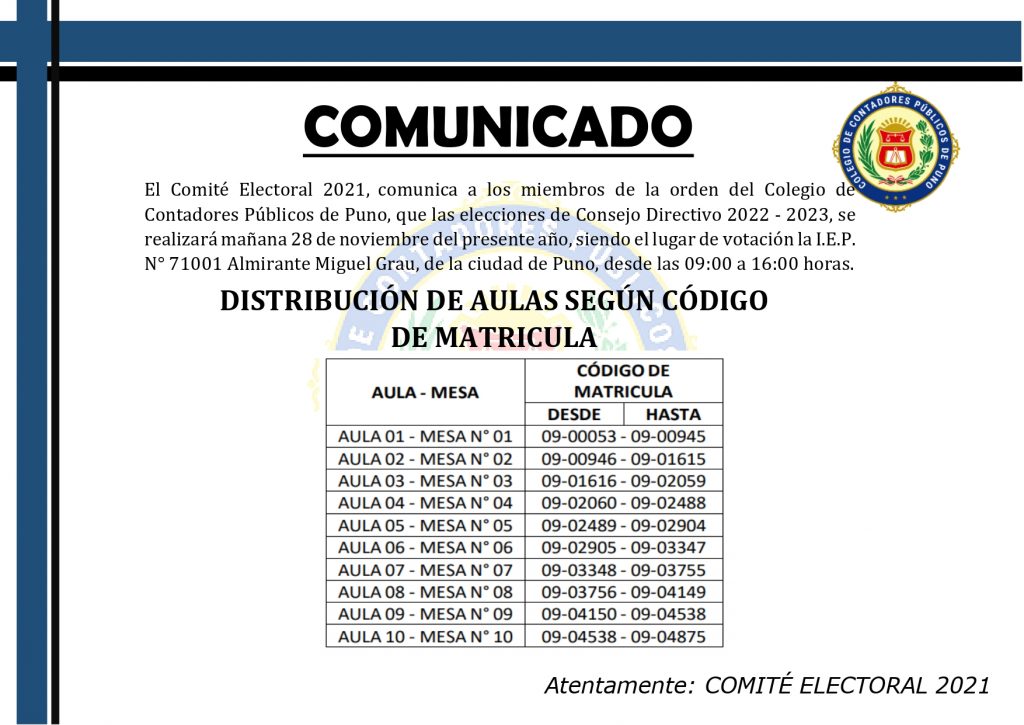 COMUNICADO
COLEGIO DE CONTADORES PÚBLICOS DE PUNO
El Comité Electoral 2021, comunica a los miembros de la orden del Colegio de
Contadores Públicos de Puno, que las elecciones de Consejo Directivo 2022 - 2023, se
realizará mañana 28 de noviembre del presente año, siendo el lugar de votación la I.E.P.
N° 71001 Almirante Miguel Grau, de la ciudad de Puno, desde las 09:00 a 16:00 horas.
DISTRIBUCIÓN DE AULAS SEGÚN CÓDIGO
DE MATRICULA
AULA - MESA
CÓDIGO DE
MATRICULA
DESDE HASTA
AULA 01 - MESA N° 01 09-00053 - 09-00945
AULA 02 - MESA N° 02 09-00946 - 09-01615
AULA 03 - MESA N° 03 09-01616 - 09-02059
AULA 04 - MESA N° 04 09-02060 - 09-02488
AULA 05 - MESA N° 05 09-02489 - 09-02904
AULA 06 - MESA N° 06 09-02905 - 09-03347
AULA 07 - MESA N° 07 09-03348 - 09-03755
AULA 08 - MESA N° 08 09-03756 - 09-04149
AULA 09 - MESA N° 09 09-04150 - 09-04538
AULA 10 - MESA N° 10 09-04538 - 09-04875
Atentamente: COMITÉ ELECTORAL 2021